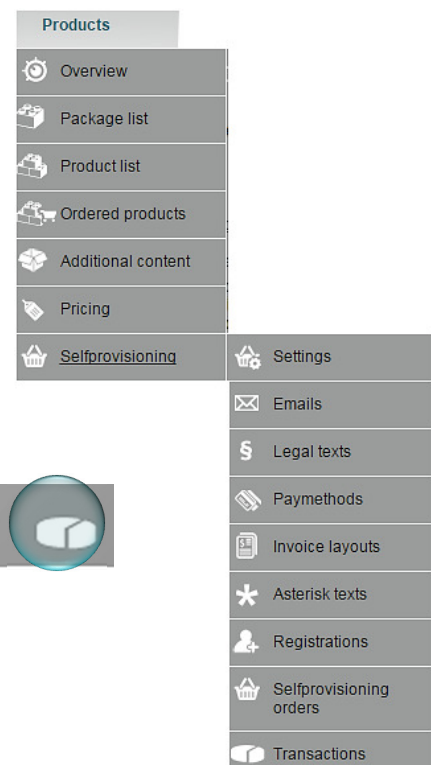 Products
Overview
Package list
Product list
Ordered products
Additional content
Pricing
Selfprovisioning
Settings
Emails
§
Legal texts
Paymethods
Invoice layouts
Asterisk texts
Registrations
Selfprovisioning
orders
Transactions